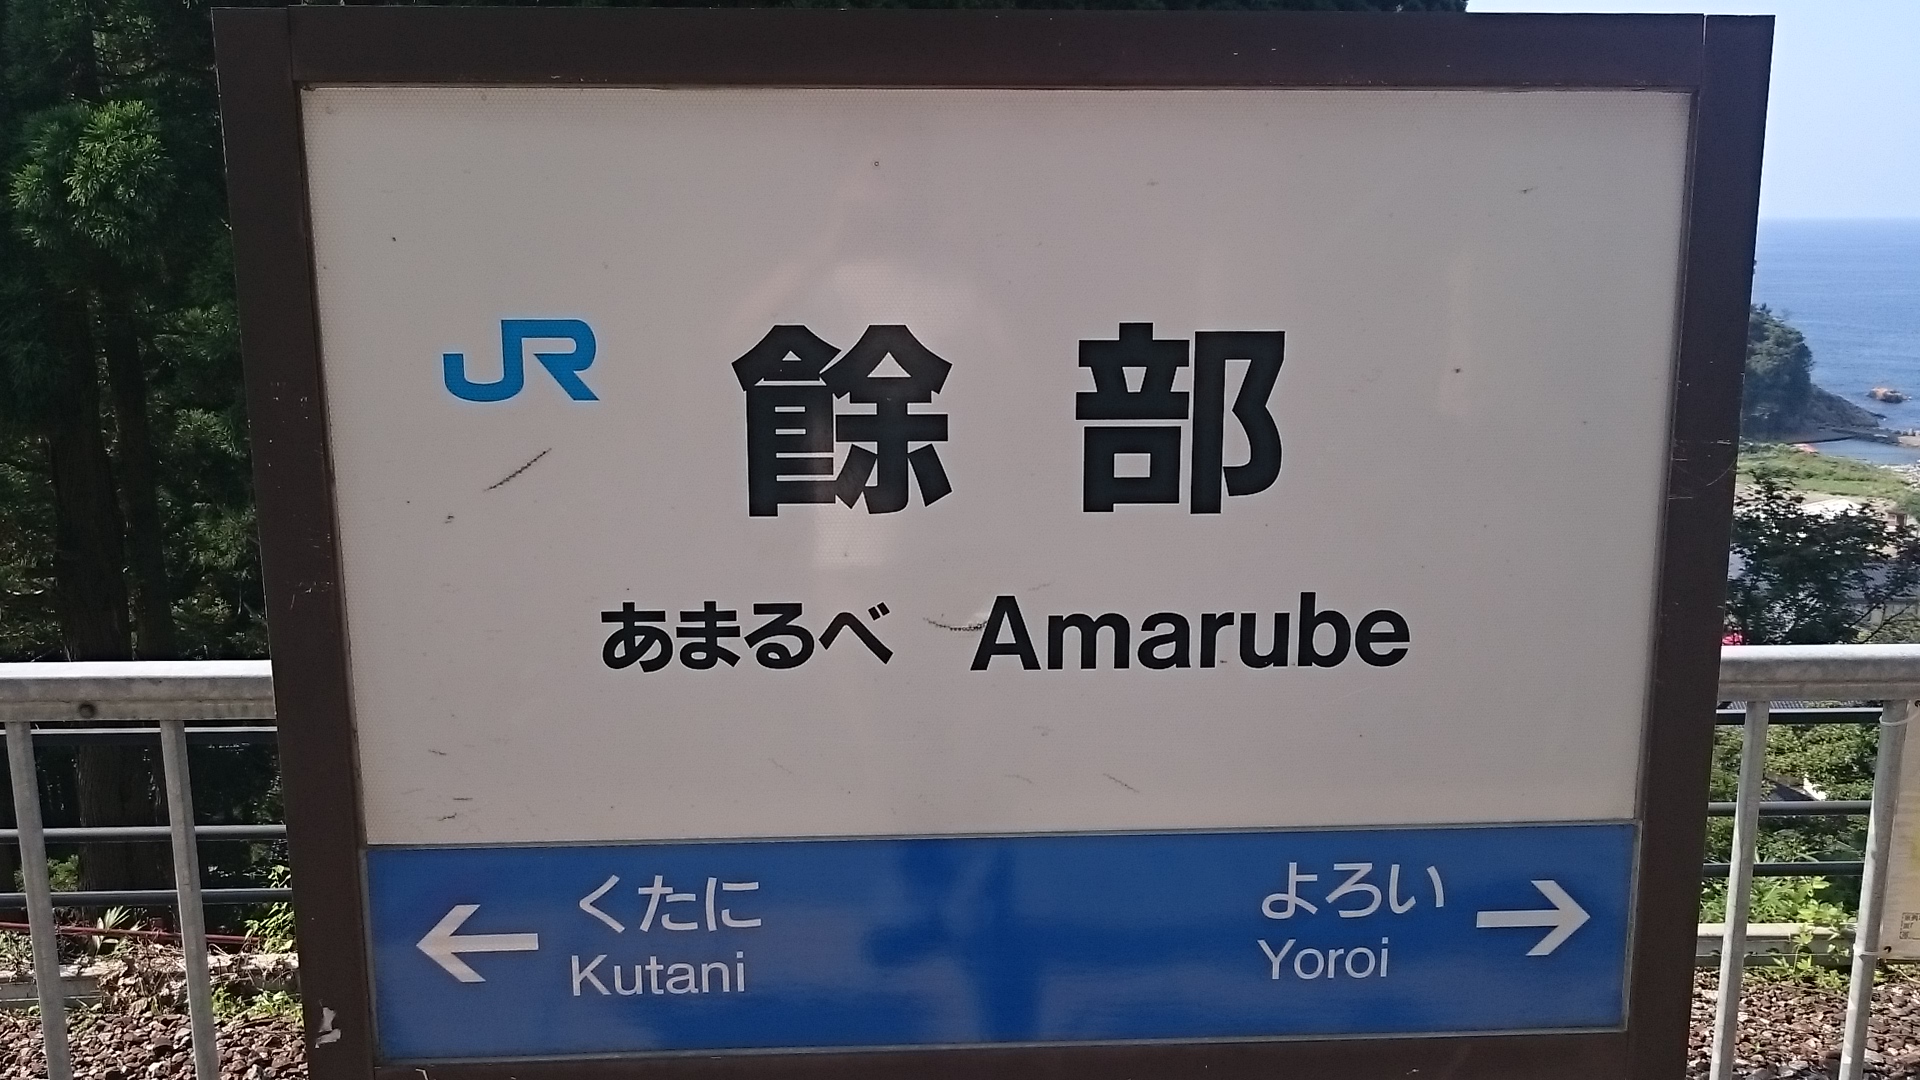 JR 餘部
あまるべ Amarube
← くたに
Kutani
よろい →
Yoroi